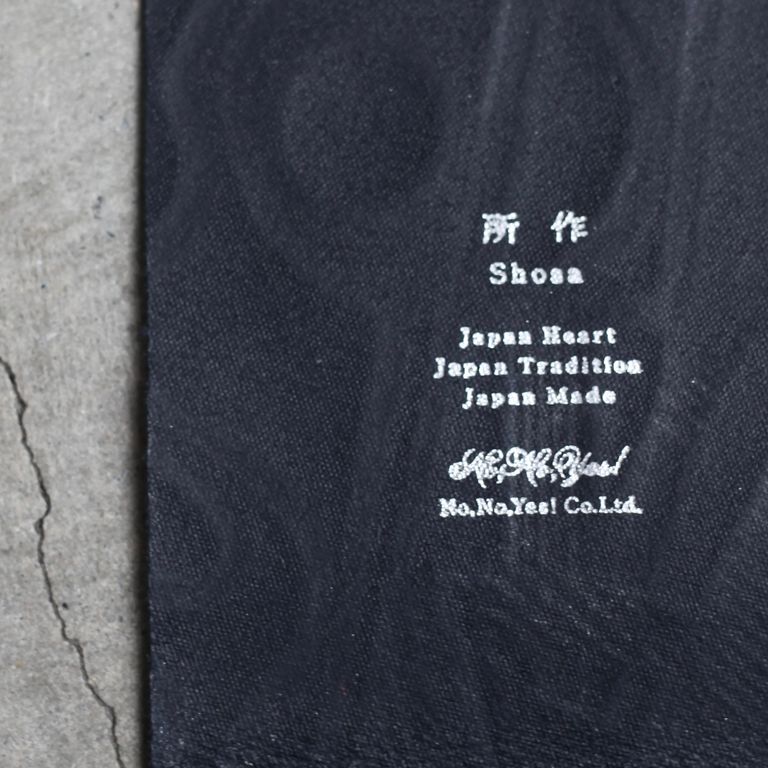 所作
Shosa
Japan Heart
Japan Tradition
Japan Made
No,No,Yes!
No,No,Yes! Co.Ltd.